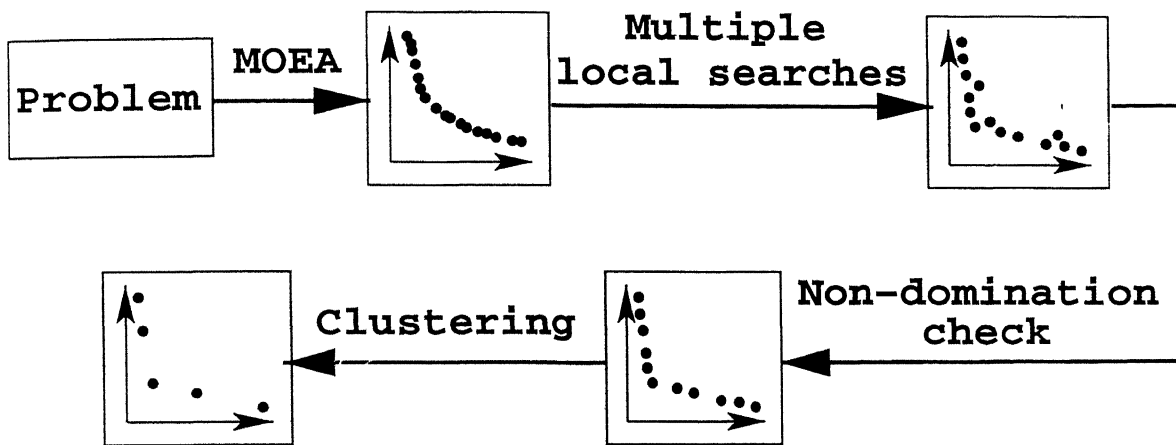 Problem
MOEA
Multiple
local searches
Non-domination
check
Clustering